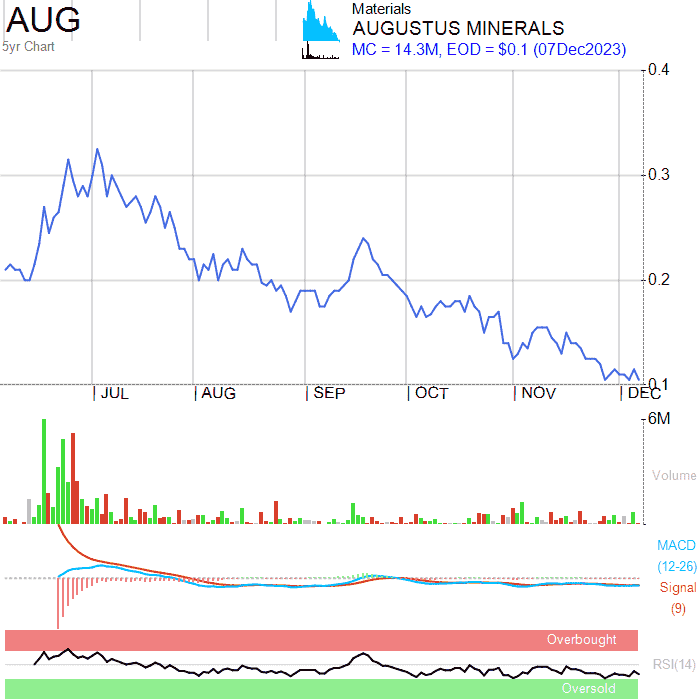 AUG
5yr Chart
Materials
AUGUSTUS MINERALS
MC = 14.3M, EOD = $0.1 (07Dec2023)
0.4
0.3
0.2
0.1
JUL
AUG
SEP
OCT
NOV
DEC
6M
Volume
MACD
(12-26)
Signal
(9)
Overbought
RSI(14)
Oversold